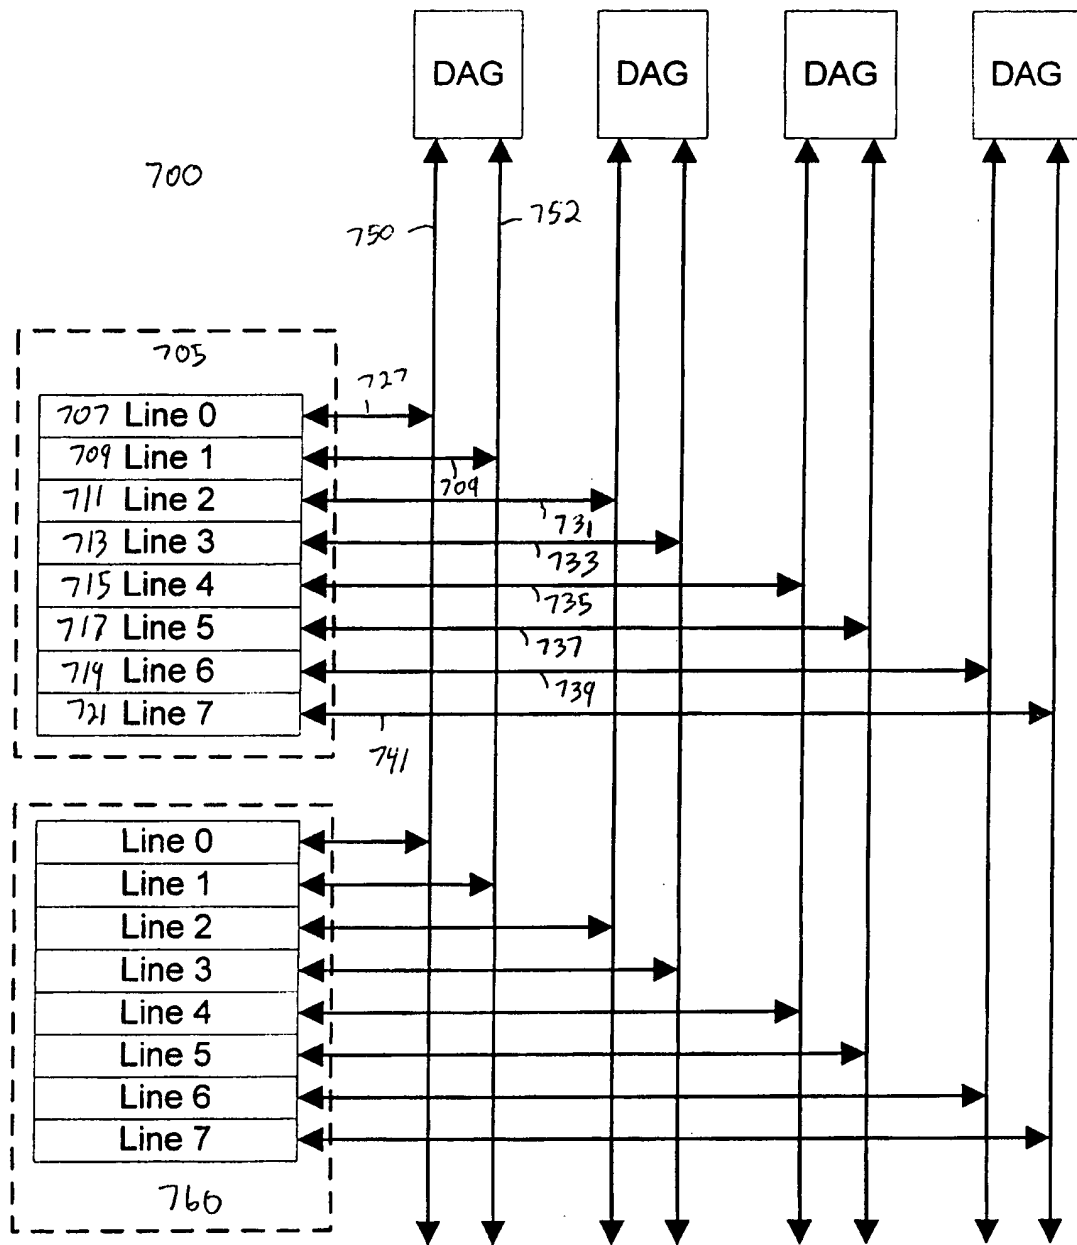 DAG DAG DAG DAG
700
750 752
705
727
707 Line 0
709 Line 1
709
711 Line 2
731
713 Line 3
733
715 Line 4
735
717 Line 5
737
719 Line 6
739
721 Line 7
741
Line 0
Line 1
Line 2
Line 3
Line 4
Line 5
Line 6
Line 7
760